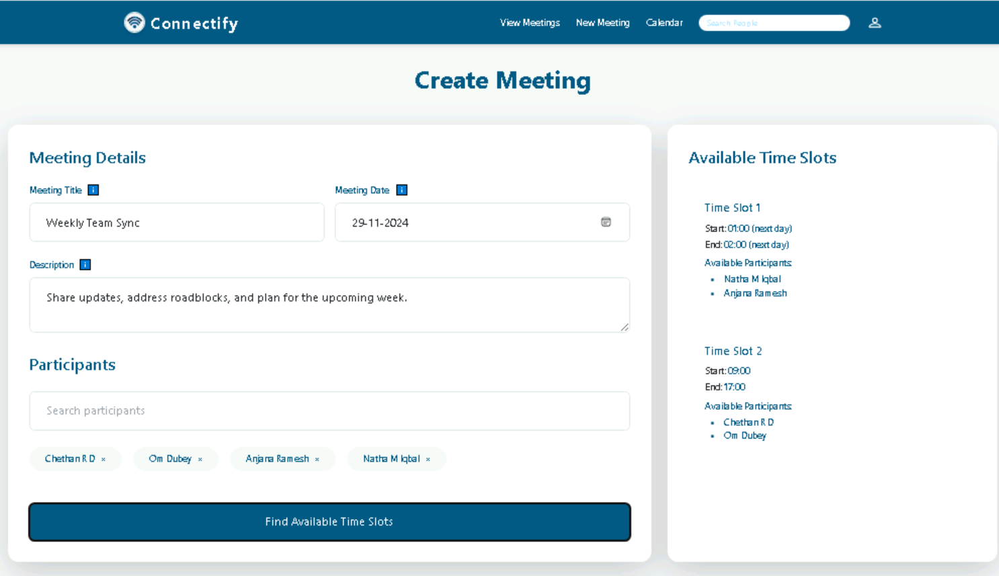 Connectify
View Meetings New Meeting Calendar Search People
Create Meeting
Meeting Details
Meeting Title i Meeting Date i
Weekly Team Sync 29-11-2024
Description i
Share updates, address roadblocks, and plan for the upcoming week.
Participants
Search participants
Chethan R D × Om Dubey × Anjana Ramesh × Natha M Iqbal ×
Find Available Time Slots
Available Time Slots
Time Slot 1
Start: 01:00 (next day)
End: 02:00 (next day)
Available Participants:
• Natha M Iqbal
• Anjana Ramesh
Time Slot 2
Start: 09:00
End: 17:00
Available Participants:
• Chethan R D
• Om Dubey